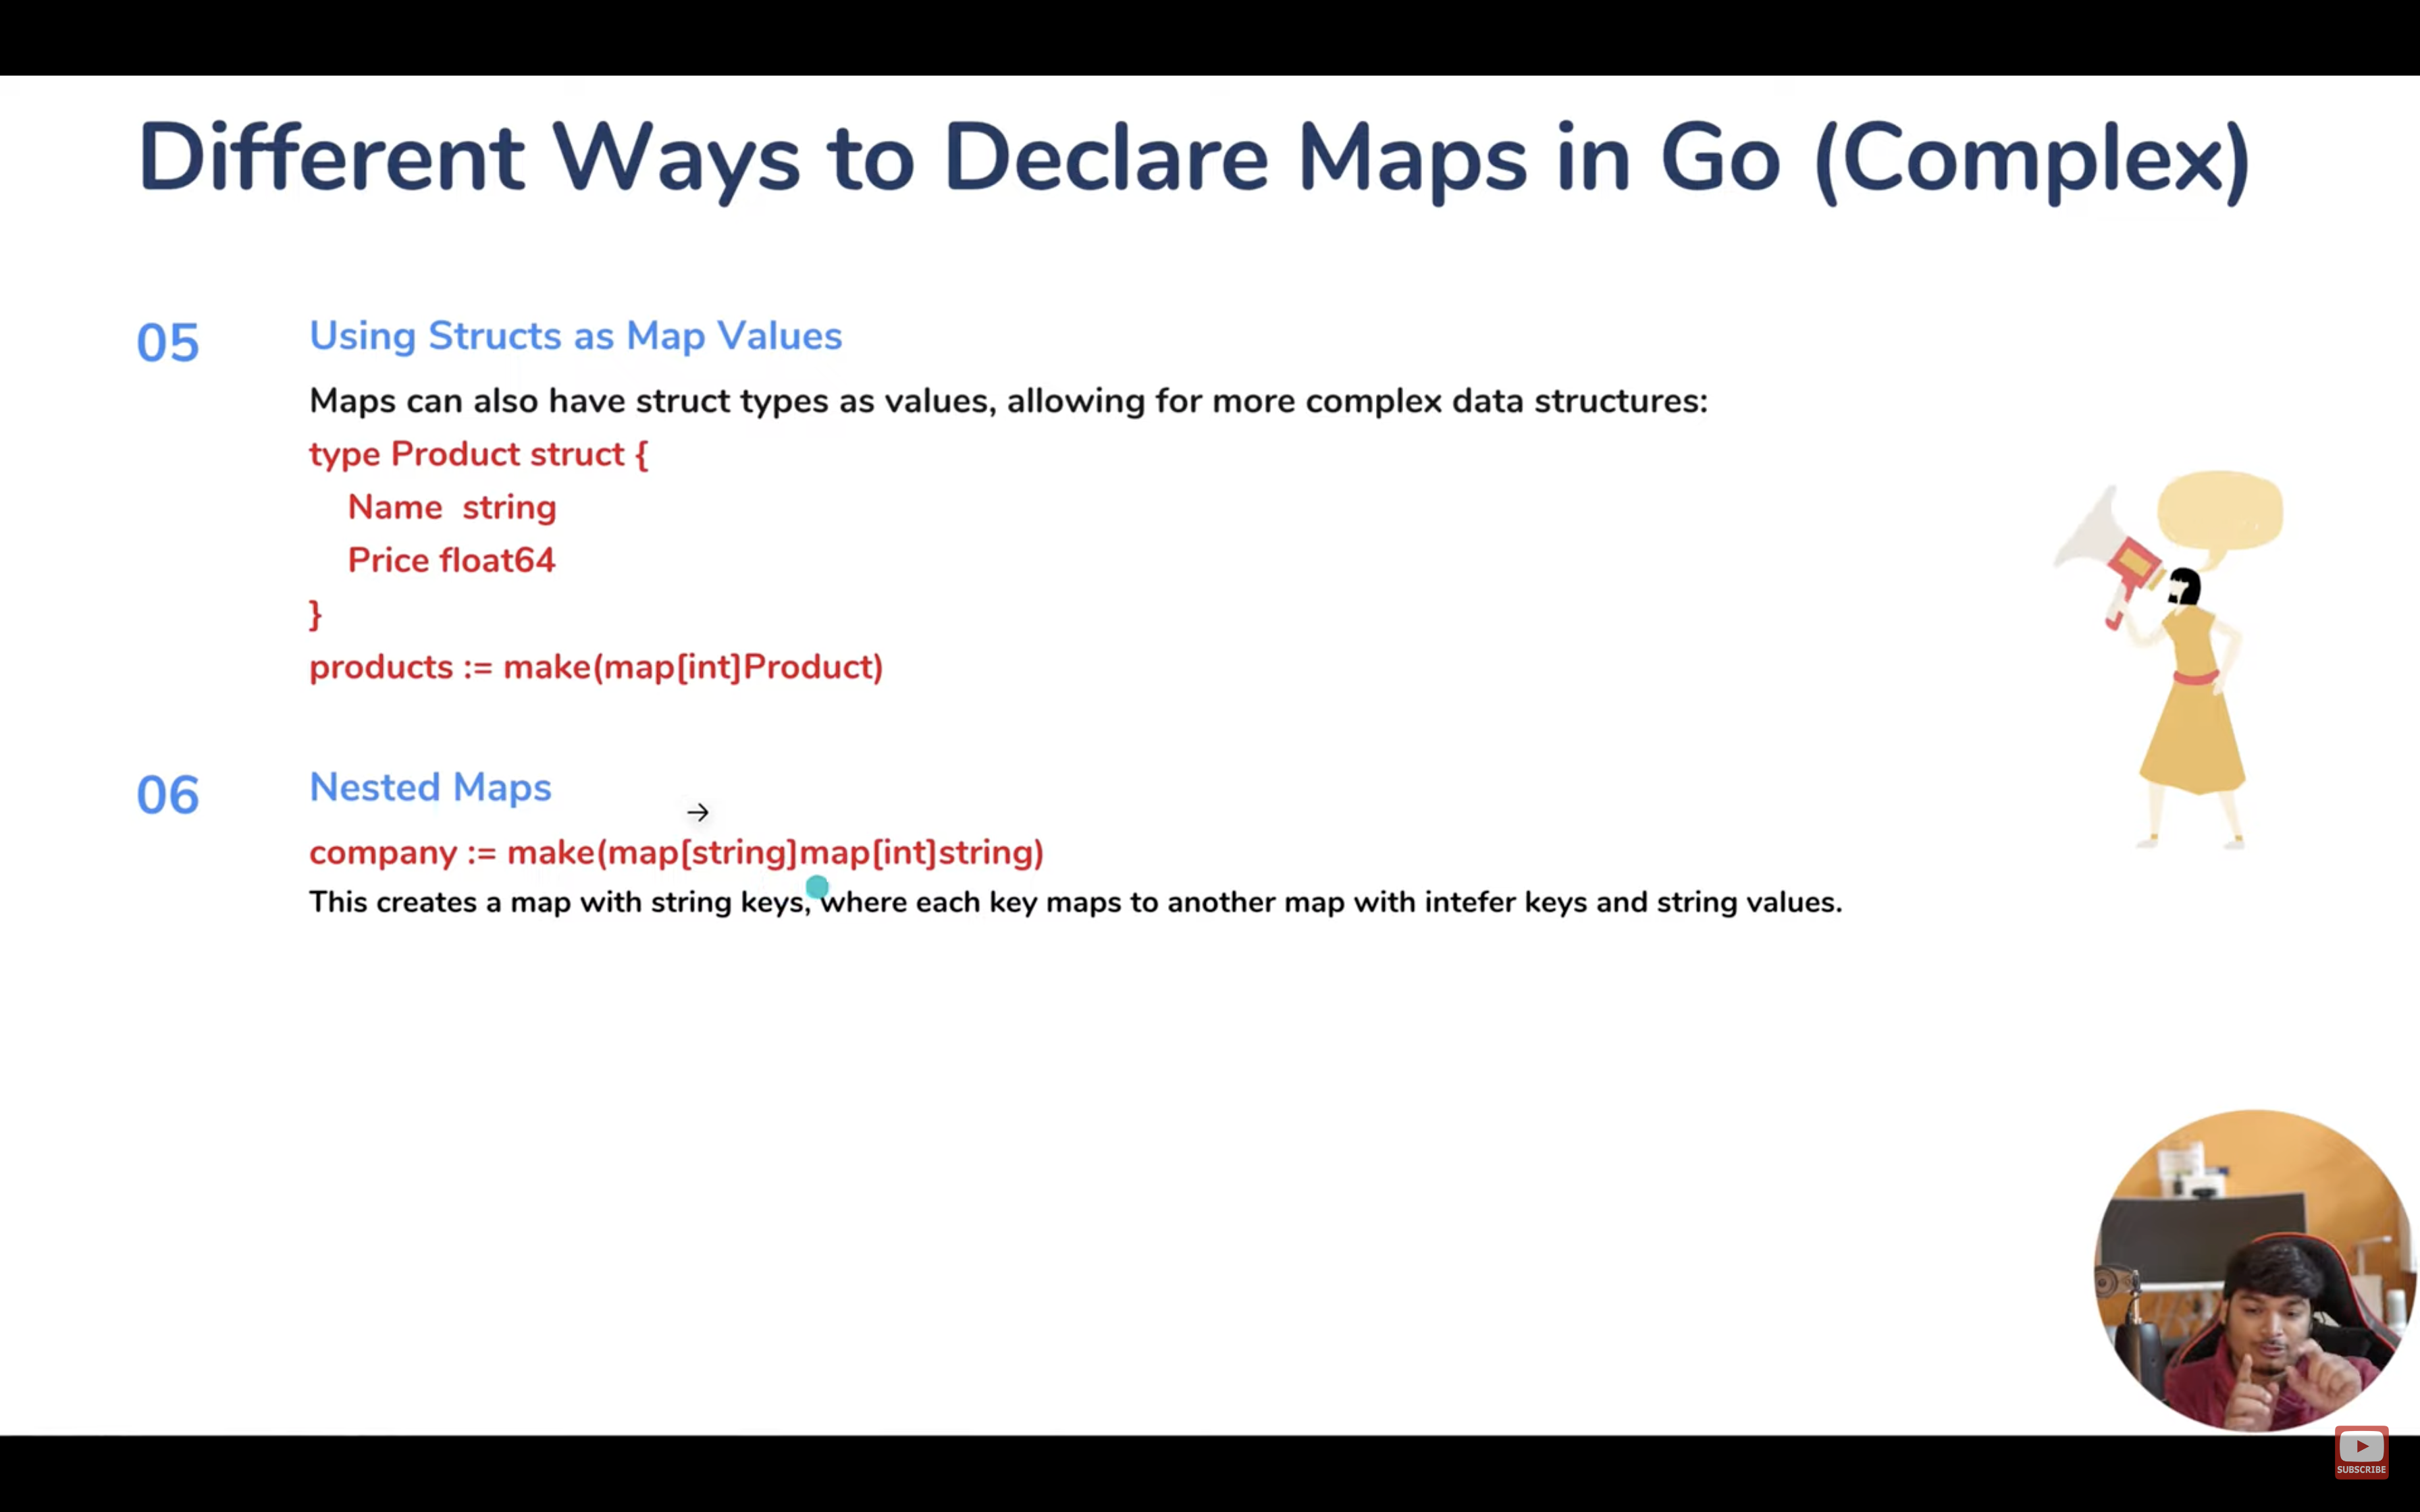 Different Ways to Declare Maps in Go (Complex)
05
Using Structs as Map Values
Maps can also have struct types as values, allowing for more complex data structures:
type Product struct {
Name string
Price float64
}
products := make(map[int]Product)
06
Nested Maps
company := make(map[string]map[int]string)
This creates a map with string keys, where each key maps to another map with intefer keys and string values.
SUBSCRIBE